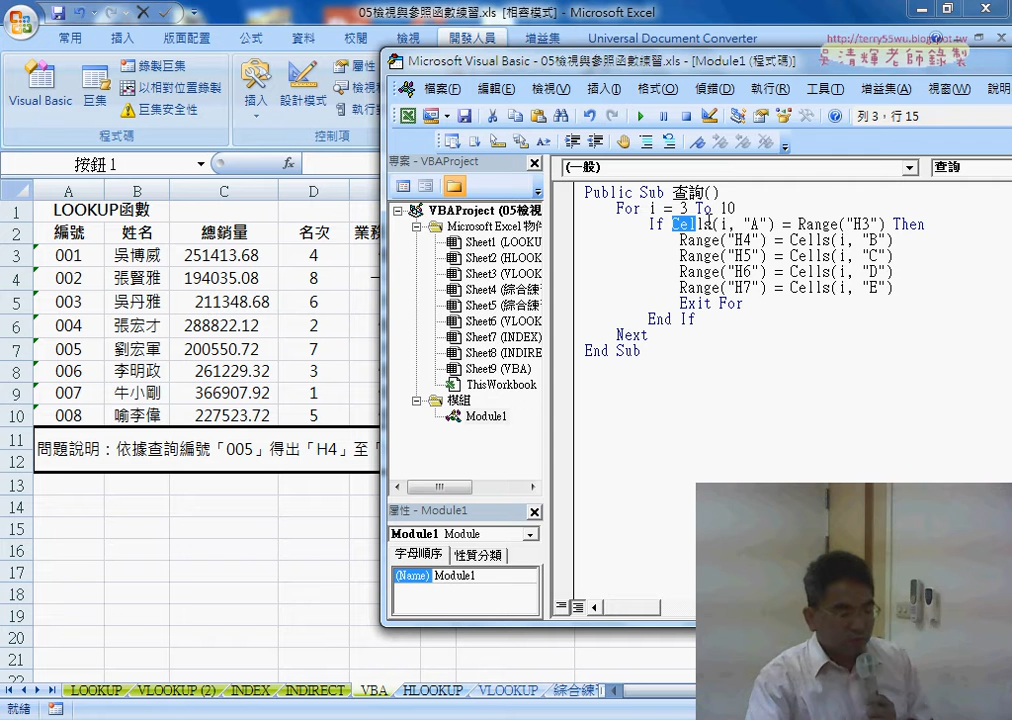 05檢視與參照函數練習.xls [相容模式] - Microsoft Excel
常用 插入 版面配置 公式 資料 校閱 檢視 開發人員 增益集 Universal Document Converter
http://terry55wu.blogspot.tw
吳清輝老師錄製
Visual Basic 巨集 錄製巨集 以相對位置錄製 巨集安全性
插入 設計模式 屬性 檢視 執行
程式碼 控制項
按鈕 1 fx
A B C D
1 LOOKUP函數
2 編號 姓名 總銷量 名次 業務
3 001 吳博威 251413.68 4
4 002 張賢雅 194035.08 8
5 003 吳丹雅 211348.68 6
6 004 張宏才 288822.12 2
7 005 劉宏軍 200550.72 7
8 006 李明政 261229.32 3
9 007 牛小剛 366907.92 1
10 008 喻李偉 227523.72 5
11
問題說明：依據查詢編號「005」得出「H4」至「
12
13
14
15
16
17
18
19
20
21
22
LOOKUP VLOOKUP (2) INDEX INDIRECT VBA HLOOKUP VLOOKUP 綜合練
就緒
Microsoft Visual Basic - 05檢視與參照函數練習.xls - [Module1 (程式碼)]
檔案(F) 編輯(E) 檢視(V) 插入(I) 格式(O) 偵錯(D) 執行(R) 工具(T) 增益集(A) 視窗(W) 說明
列 3，行 15
專案 - VBAProject
VBAProject (05檢視
Microsoft Excel 物件
Sheet1 (LOOKU
Sheet2 (HLOOK
Sheet3 (VLOOK
Sheet4 (綜合練
Sheet5 (綜合練
Sheet6 (VLOOK
Sheet7 (INDEX)
Sheet8 (INDIRE
Sheet9 (VBA)
ThisWorkbook
模組
Module1
屬性 - Module1
Module1 Module
字母順序 性質分類
(Name) Module1
(一般) 查詢
Public Sub 查詢()
For i = 3 To 10
If Cells(i, "A") = Range("H3") Then
Range("H4") = Cells(i, "B")
Range("H5") = Cells(i, "C")
Range("H6") = Cells(i, "D")
Range("H7") = Cells(i, "E")
Exit For
End If
Next
End Sub